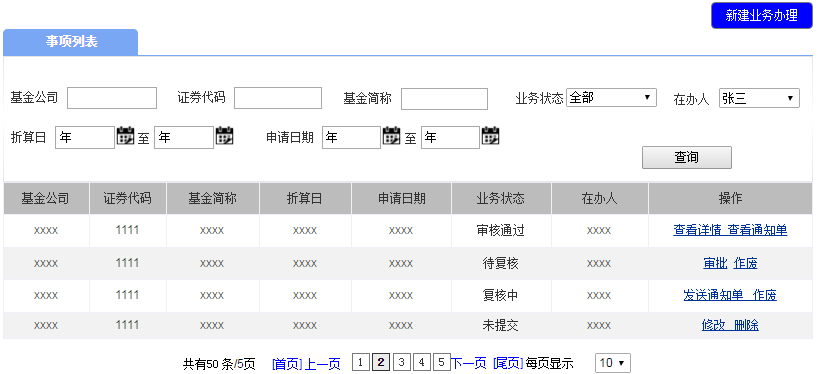 新建业务办理
事项列表
基金公司 证券代码 基金简称 业务状态 全部 在办人 张三
折算日 年 至 年 申请日期 年 至 年
查询
基金公司 证券代码 基金简称 折算日 申请日期 业务状态 在办人 操作
xxxx 1111 xxxx xxxx xxxx 审核通过 xxxx 查看详情 查看通知单
xxxx 1111 xxxx xxxx xxxx 待复核 xxxx 审批 作废
xxxx 1111 xxxx xxxx xxxx 复核中 xxxx 发送通知单 作废
xxxx 1111 xxxx xxxx xxxx 未提交 xxxx 修改 删除
共有50 条/5页 [首页] 上一页 1 2 3 4 5 下一页 [尾页] 每页显示 10